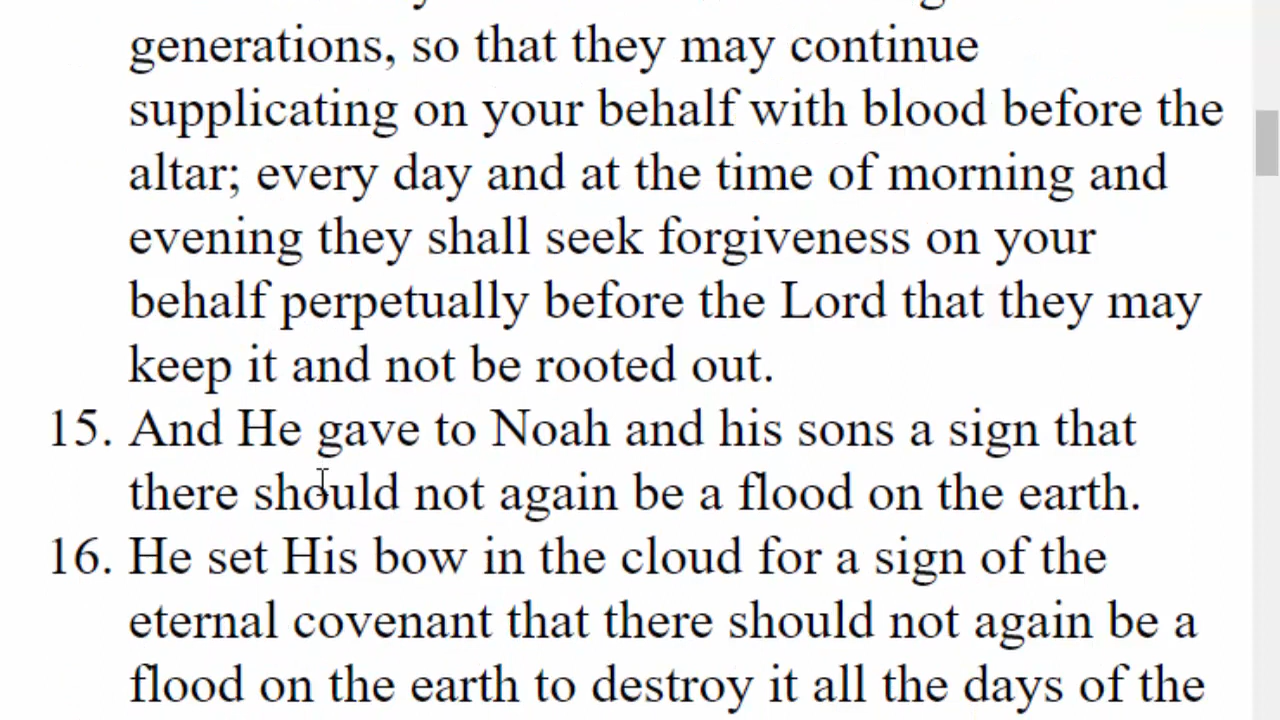 generations, so that they may continue
supplicating on your behalf with blood before the
altar; every day and at the time of morning and
evening they shall seek forgiveness on your
behalf perpetually before the Lord that they may
keep it and not be rooted out.
15. And He gave to Noah and his sons a sign that
there should not again be a flood on the earth.
16. He set His bow in the cloud for a sign of the
eternal covenant that there should not again be a
flood on the earth to destroy it all the days of the